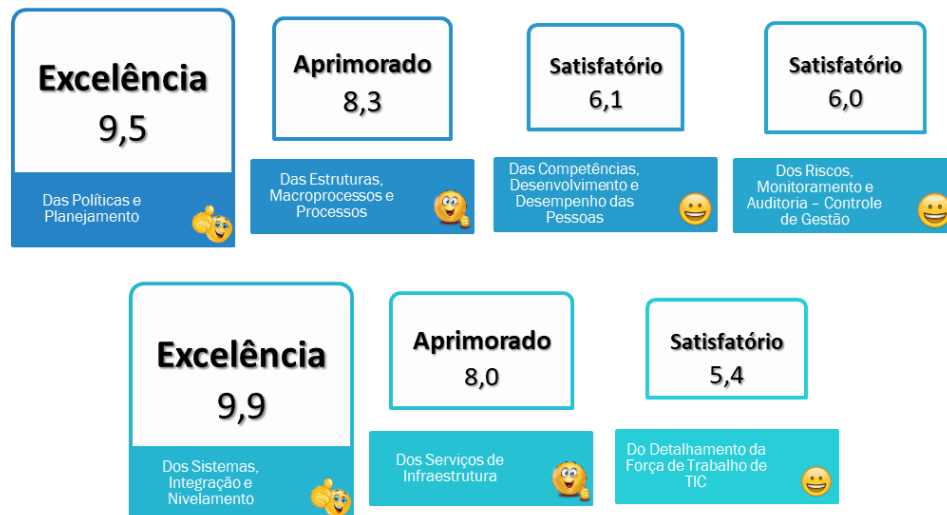 Excelência
9,5
Das Políticas e
Planejamento
Aprimorado
8,3
Das Estruturas,
Macroprocessos e
Processos
Satisfatório
6,1
Das Competências,
Desenvolvimento e
Desempenho das
Pessoas
Satisfatório
6,0
Dos Riscos,
Monitoramento e
Auditoria – Controle
de Gestão
Excelência
9,9
Dos Sistemas,
Integração e
Nivelamento
Aprimorado
8,0
Dos Serviços de
Infraestrutura
Satisfatório
5,4
Do Detalhamento da
Força de Trabalho de
TIC